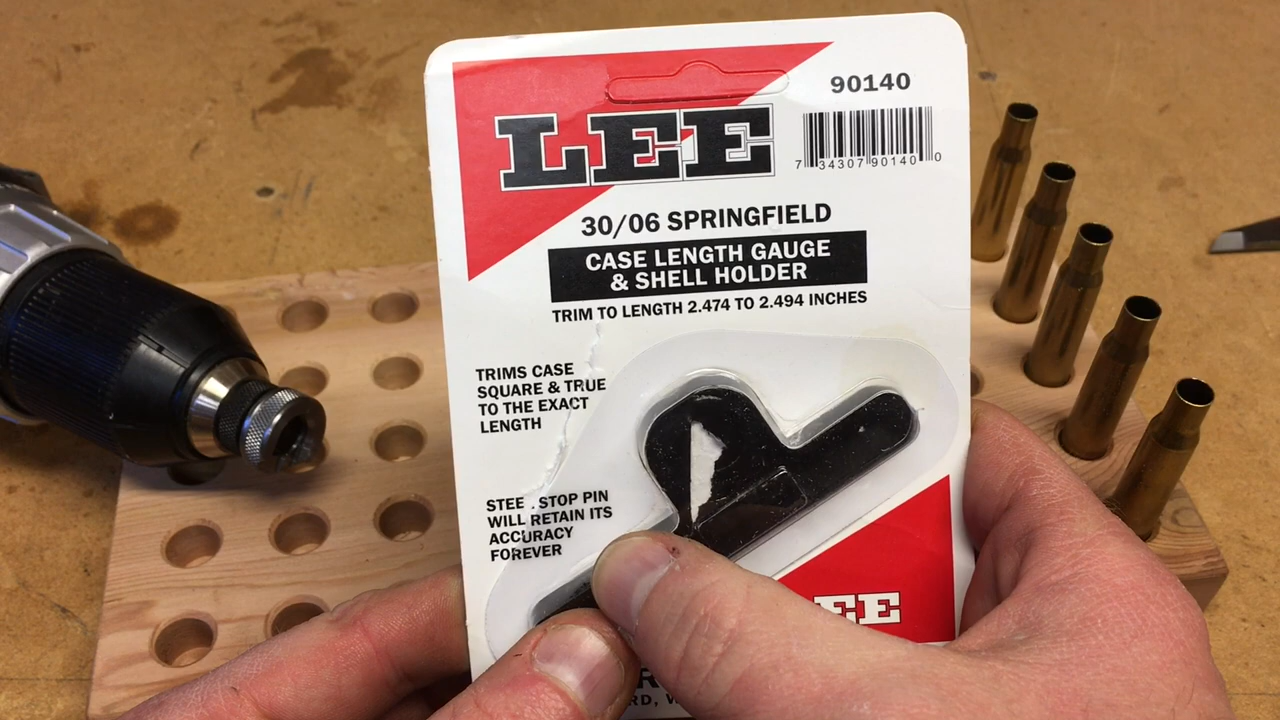 90140
LEE
7 34307 90140 0
30/06 SPRINGFIELD
CASE LENGTH GAUGE
& SHELL HOLDER
TRIM TO LENGTH 2.474 TO 2.494 INCHES
TRIMS CASE
SQUARE & TRUE
TO THE EXACT
LENGTH
STEE STOP PIN
WILL RETAIN ITS
ACCURACY
FOREVER
EE